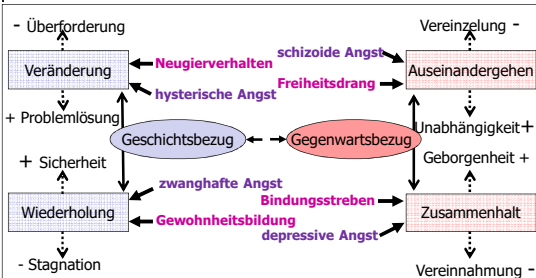 - Überforderung
Vereinzelung -
schizoide Angst
Veränderung
Neugierverhalten
Auseinandergehen
hysterische Angst
Freiheitsdrang
+ Problemlösung
Unabhängigkeit+
Geschichtsbezug
Gegenwartsbezug
+ Sicherheit
Geborgenheit +
zwanghafte Angst
Bindungsstreben
Wiederholung
Gewohnheitsbildung
Zusammenhalt
depressive Angst
- Stagnation
Vereinnahmung -